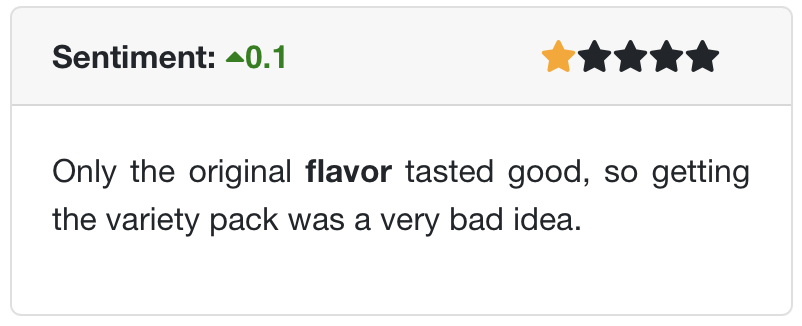 Sentiment: ▲0.1
Only the original flavor tasted good, so getting
the variety pack was a very bad idea.